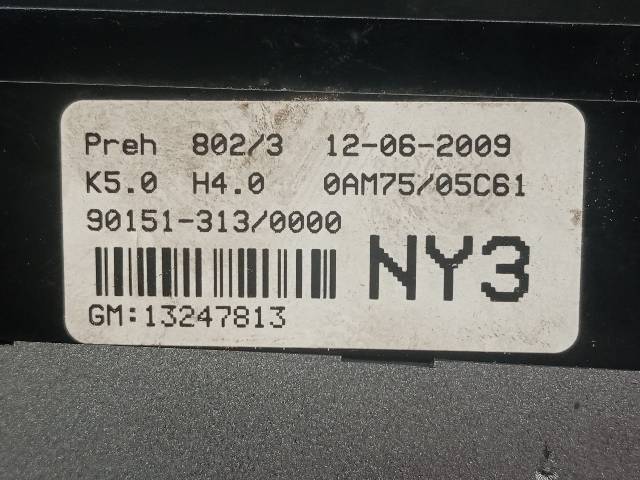 Preh 802/3 12-06-2009
K5.0 H4.0 0AM75/05C61
90151-313/0000
NY3
GM:13247813